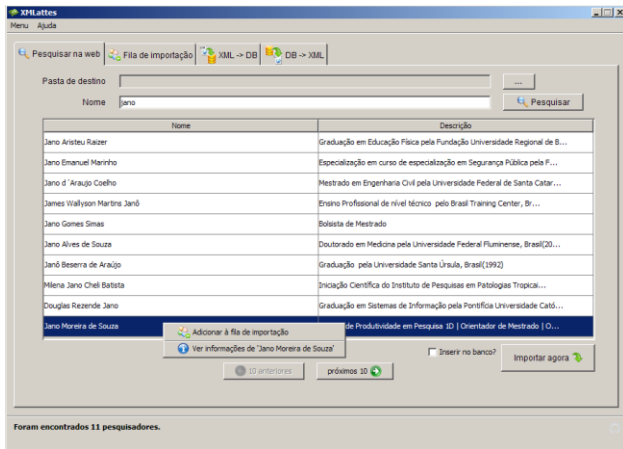 XMLattes
Menu Ajuda
Pesquisar na web Fila de importação XML -> DB DB -> XML
Pasta de destino ...
Nome jano Pesquisar
Nome Descrição
Jano Aristeu Raizer Graduação em Educação Física pela Fundação Universidade Regional de B...
Jano Emanuel Marinho Especialização em curso de especialização em Segurança Pública pela F...
Jano d´Araujo Coelho Mestrado em Engenharia Civil pela Universidade Federal de Santa Catar...
James Wallyson Martins Janô Ensino Profissional de nível técnico pelo Brasil Training Center, Br...
Jano Gomes Simas Bolsista de Mestrado
Jano Alves de Souza Doutorado em Medicina pela Universidade Federal Fluminense, Brasil(20...
Janô Beserra de Araújo Graduação pela Universidade Santa Úrsula, Brasil(1992)
Milena Jano Cheli Batista Iniciação Científica do Instituto de Pesquisas em Patologias Tropicai...
Douglas Rezende Jano Graduação em Sistemas de Informação pela Pontifícia Universidade Cató...
Jano Moreira de Souza de Produtividade em Pesquisa 1D | Orientador de Mestrado | O...
Adicionar à fila de importação
Ver informações de 'Jano Moreira de Souza'
Inserir no banco? Importar agora
10 anteriores próximos 10
Foram encontrados 11 pesquisadores.